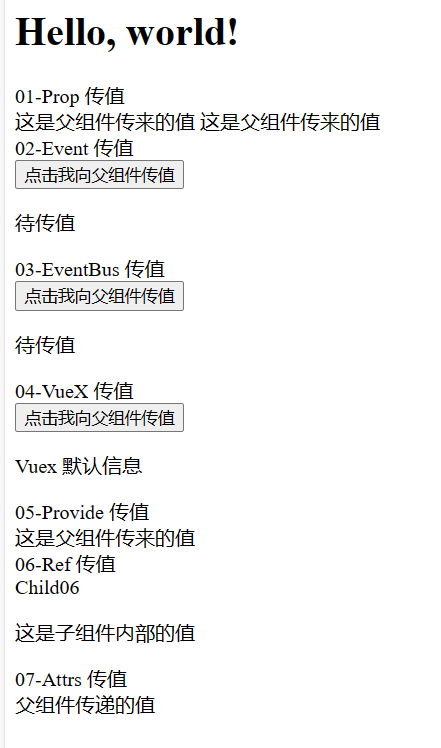 Hello, world!
01-Prop 传值
这是父组件传来的值 这是父组件传来的值
02-Event 传值
点击我向父组件传值
待传值
03-EventBus 传值
点击我向父组件传值
待传值
04-VueX 传值
点击我向父组件传值
Vuex 默认信息
05-Provide 传值
这是父组件传来的值
06-Ref 传值
Child06
这是子组件内部的值
07-Attrs 传值
父组件传递的值